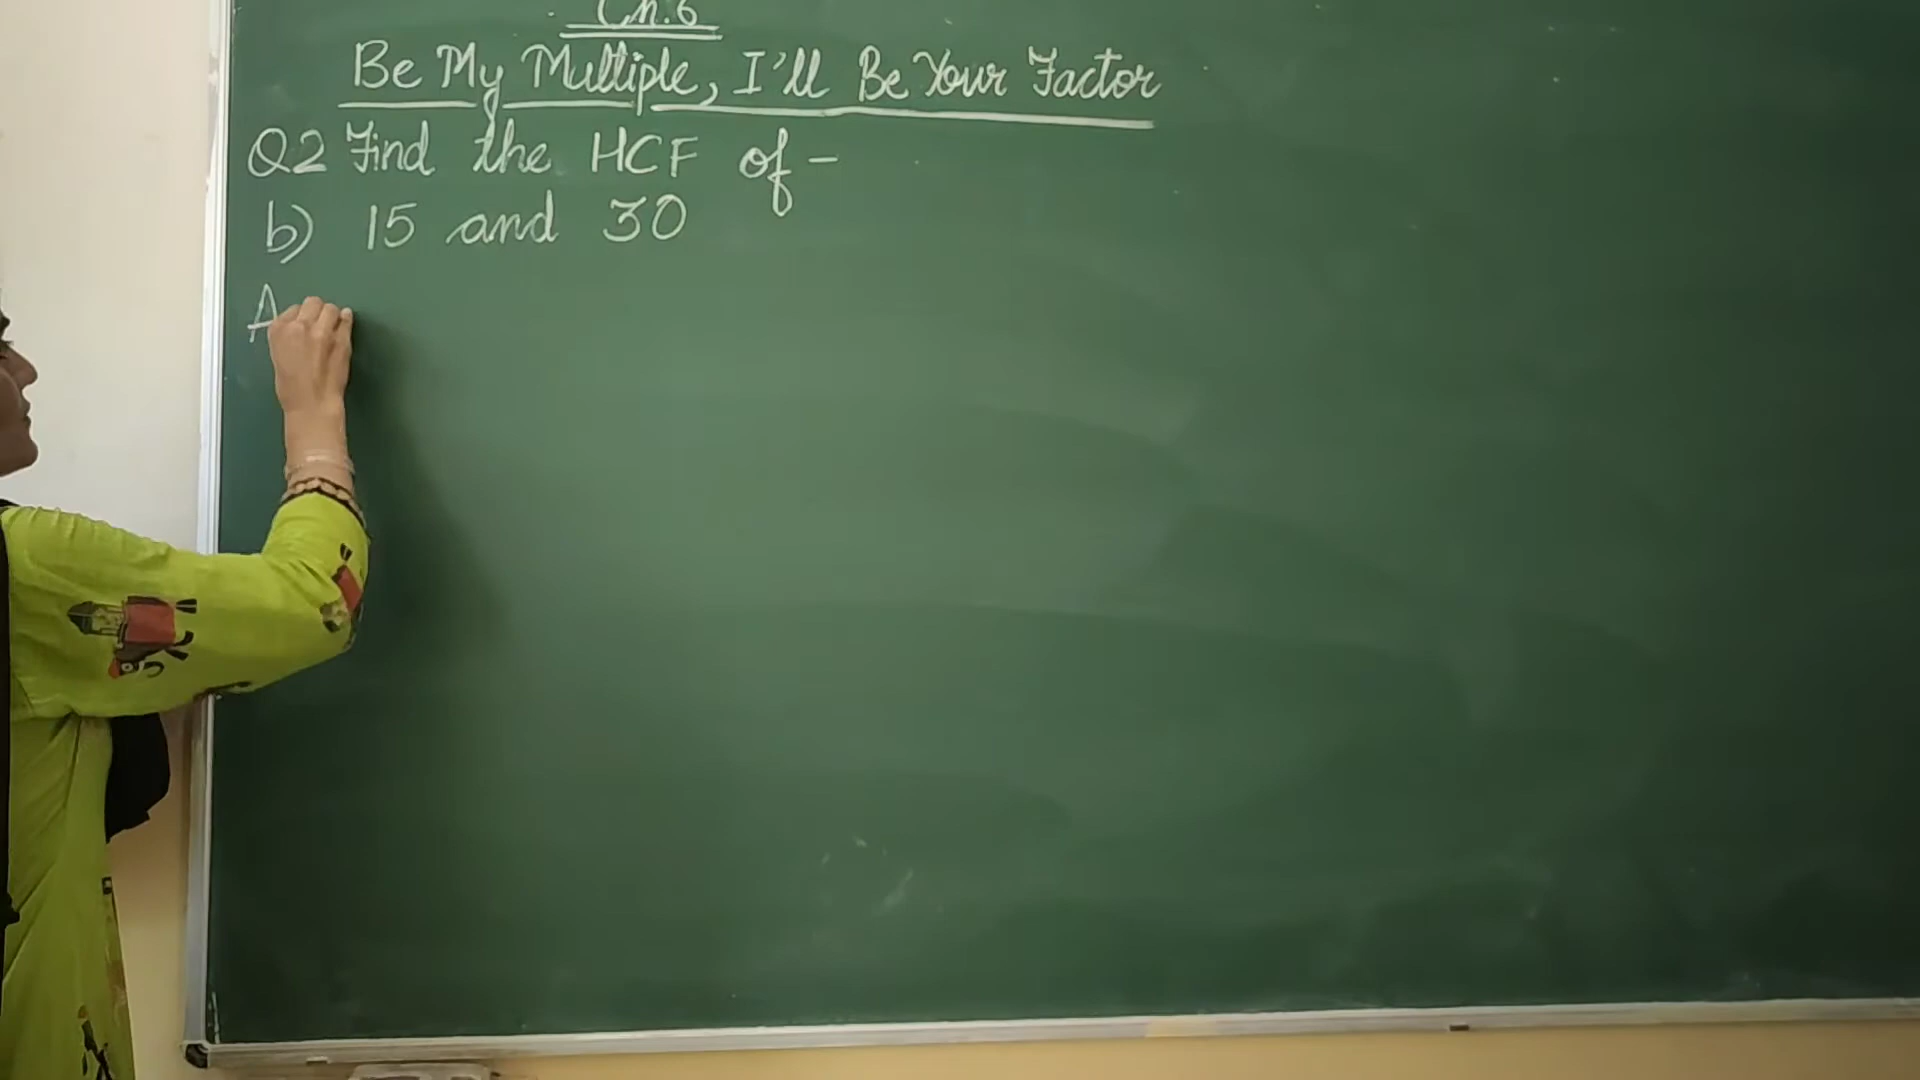 Ch.6
Be My Multiple, I'll Be Your Factor
Q2 Find the HCF of -
b) 15 and 30
A